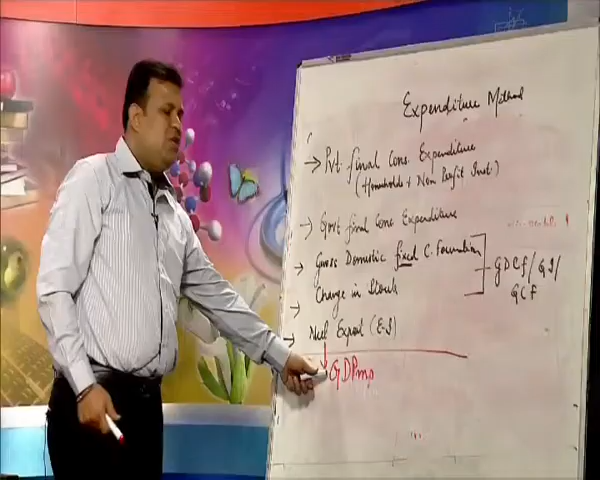 Expenditure Method
→ Pvt. final Cons. Expenditure
(Households + Non Profit Inst.)
→ Govt final Cons Expenditure
→ Gross Domestic fixed C. Formation
→ Change in Stock
→ Net Export (E-I)
GDCf/GI/
GCF
GDPmp